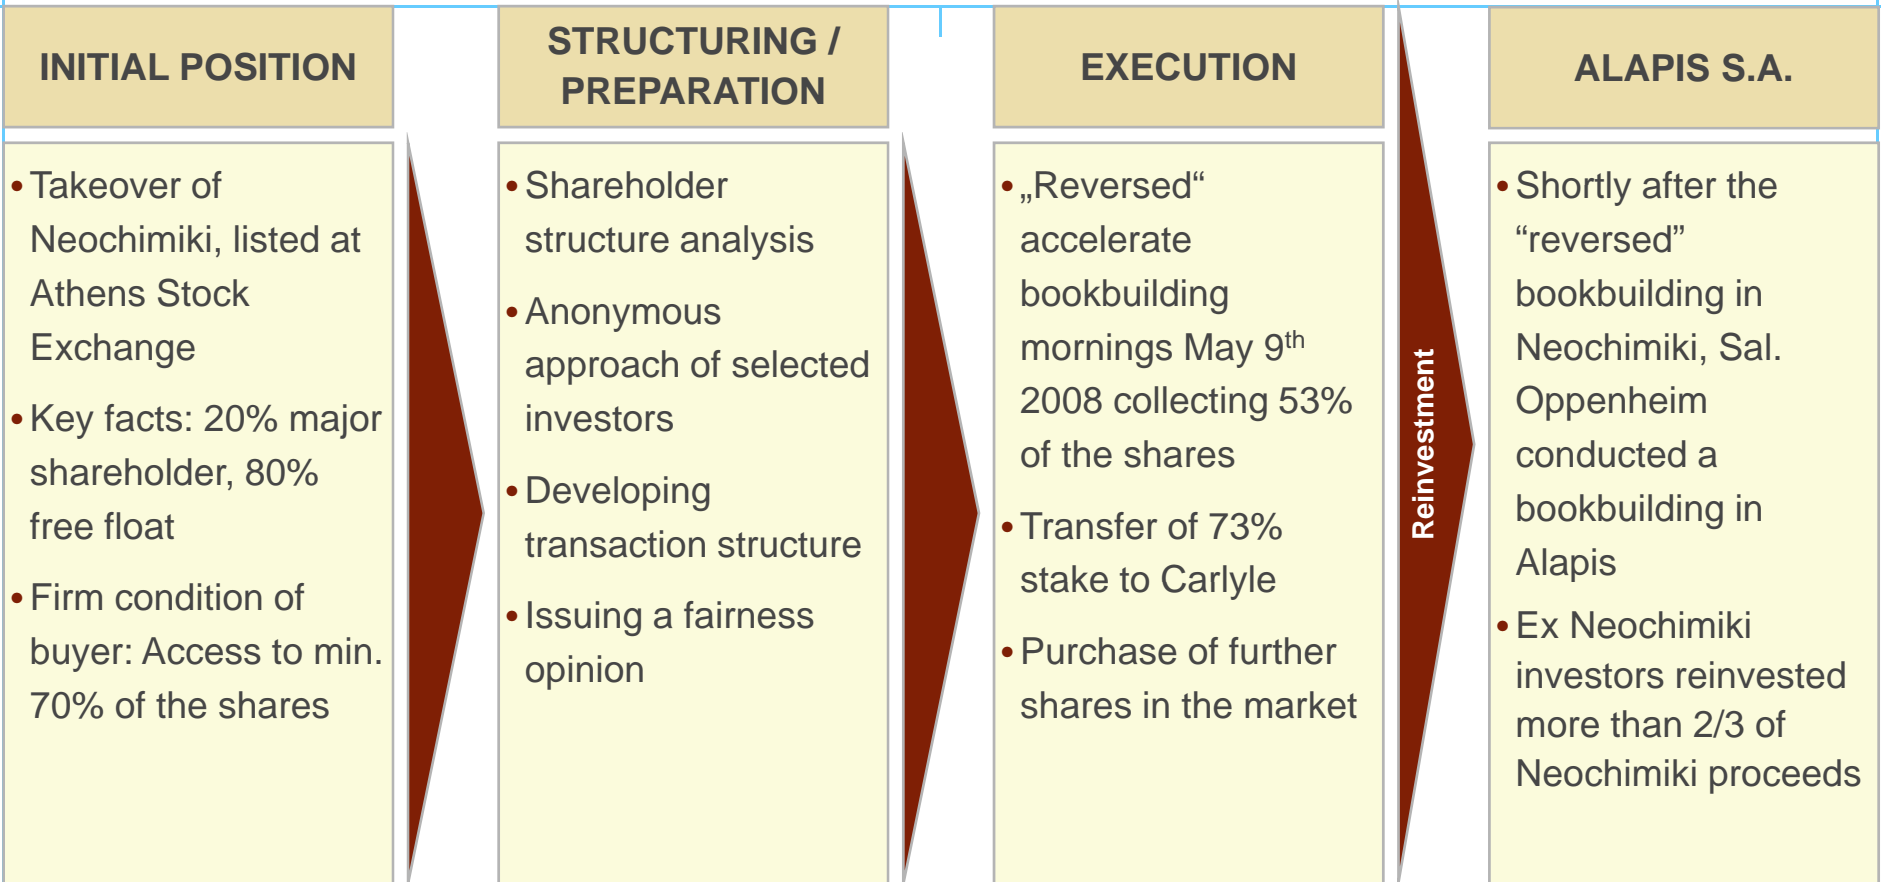 INITIAL POSITION
• Takeover of
Neochimiki, listed at
Athens Stock
Exchange
• Key facts: 20% major
shareholder, 80%
free float
• Firm condition of
buyer: Access to min.
70% of the shares
STRUCTURING /
PREPARATION
• Shareholder
structure analysis
• Anonymous
approach of selected
investors
• Developing
transaction structure
• Issuing a fairness
opinion
EXECUTION
• „Reversed“
accelerate
bookbuilding
mornings May 9th
2008 collecting 53%
of the shares
• Transfer of 73%
stake to Carlyle
• Purchase of further
shares in the market
Reinvestment
ALAPIS S.A.
• Shortly after the
“reversed”
bookbuilding in
Neochimiki, Sal.
Oppenheim
conducted a
bookbuilding in
Alapis
• Ex Neochimiki
investors reinvested
more than 2/3 of
Neochimiki proceeds